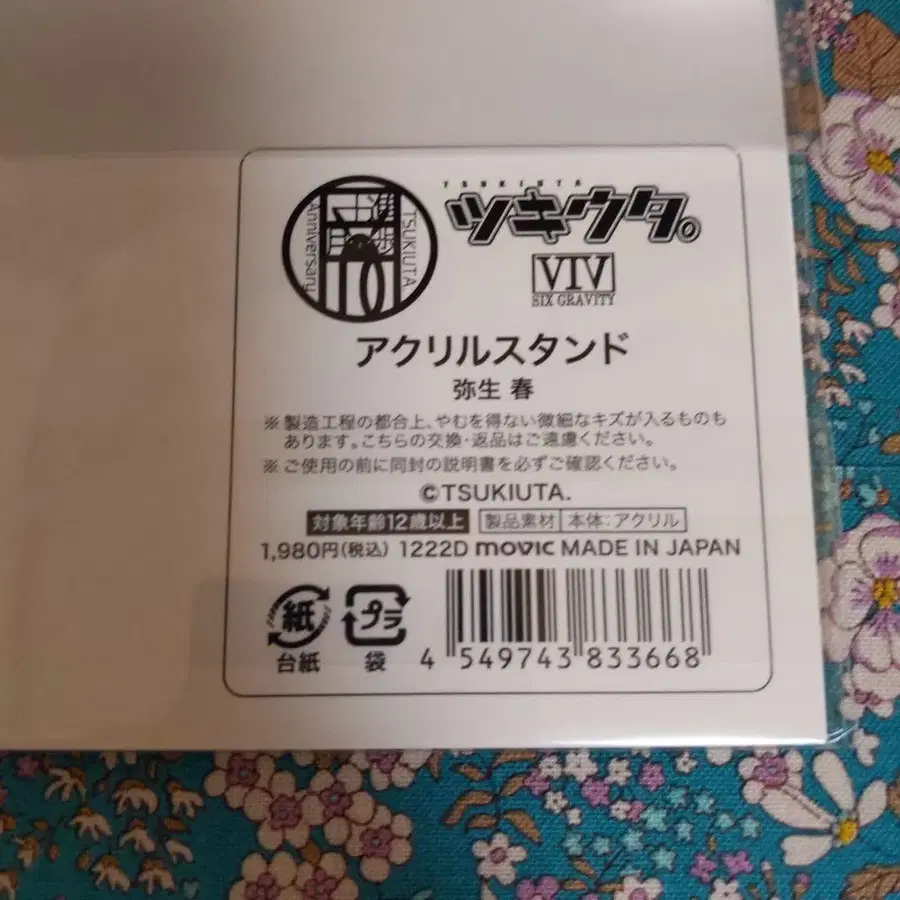 TSUKIUTA
Anniversary
TSUKIUTA
ツキウタ。
VIV
SIX GRAVITY
アクリルスタンド
弥生 春
※製造工程の都合上、やむを得ない微細なキズが入るものも
あります。こちらの交換・返品はご遠慮ください。
※ご使用の前に同封の説明書を必ずご確認ください。
©TSUKIUTA.
対象年齢12歳以上 製品素材 本体:アクリル
1,980円(税込) 1222D movic MADE IN JAPAN
紙 プラ
台紙 袋
4 549743 833668